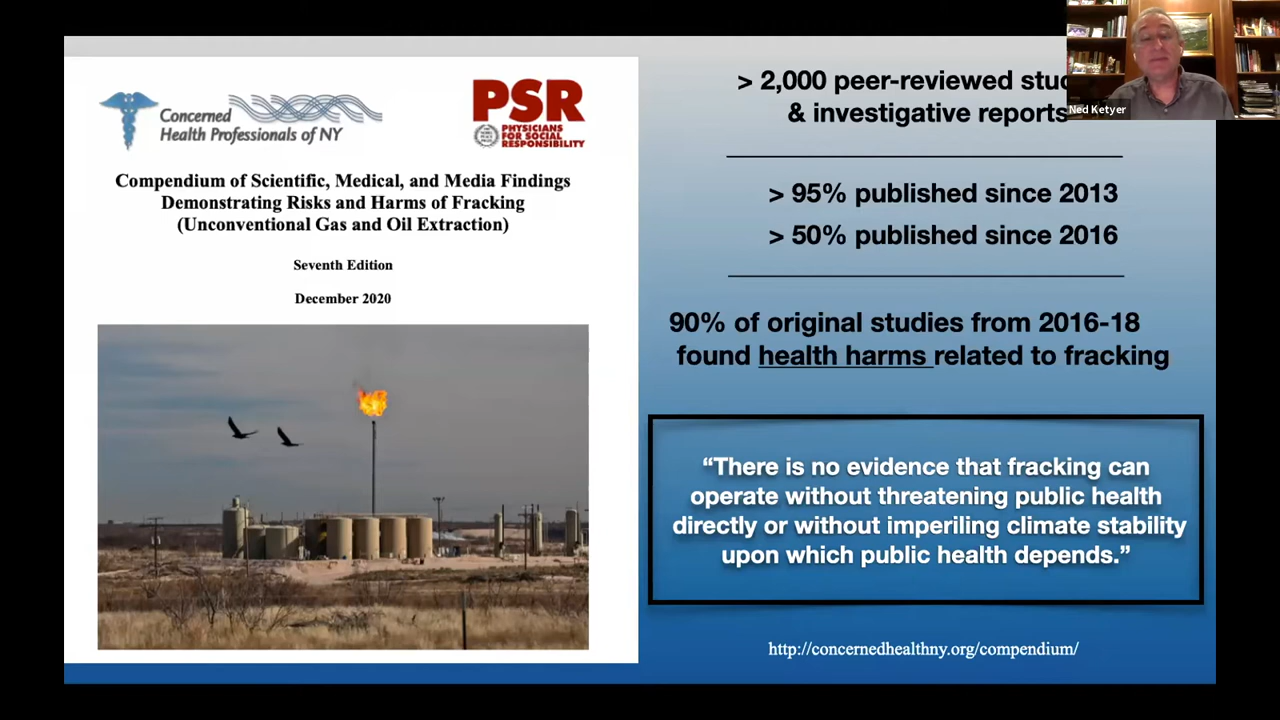 Concerned
Health Professionals of NY
PSR
PHYSICIANS
FOR SOCIAL
RESPONSIBILITY
Compendium of Scientific, Medical, and Media Findings
Demonstrating Risks and Harms of Fracking
(Unconventional Gas and Oil Extraction)
Seventh Edition
December 2020
> 2,000 peer-reviewed
& investigative reports
> 95% published since 2013
> 50% published since 2016
90% of original studies from 2016-18
found health harms related to fracking
“There is no evidence that fracking can
operate without threatening public health
directly or without imperiling climate stability
upon which public health depends.”
http://concernedhealthny.org/compendium/
Ned Ketyer